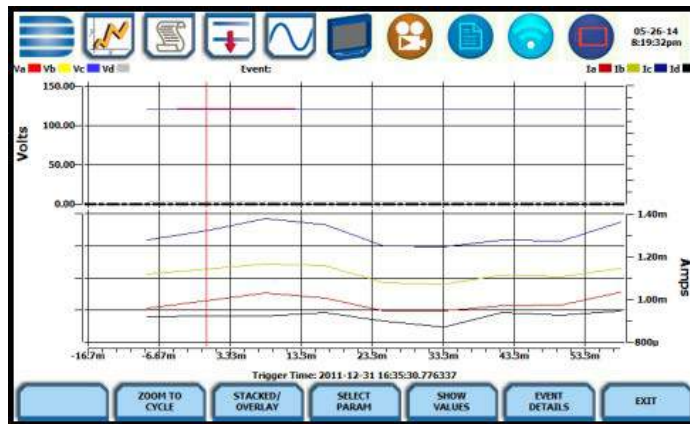 05-26-14
8:19:32pm
Va Vb Vc Vd
Event:
Ia Ib Ic Id
150.00
100.00
50.00
0.00
Volts
1.40m
1.20m
1.00m
800µ
Amps
-16.7m -6.67m 3.33m 13.3m 23.3m 33.3m 43.3m 53.3m
Trigger Time: 2011-12-31 16:35:30.776337
ZOOM TO
CYCLE
STACKED/
OVERLAY
SELECT
PARAM
SHOW
VALUES
EVENT
DETAILS
EXIT